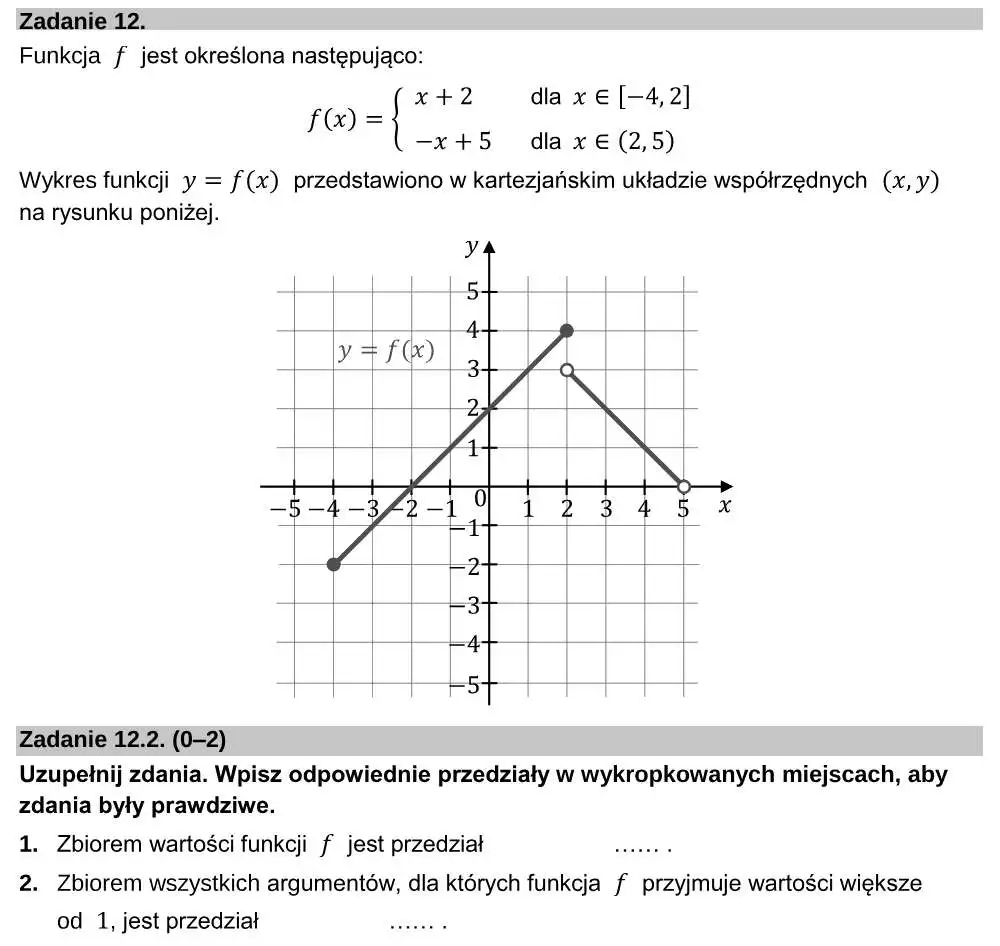 Zadanie 12.
Funkcja f jest określona następująco:
f(x) = { x + 2 dla x ∈ [−4, 2]
−x + 5 dla x ∈ (2, 5)
Wykres funkcji y = f(x) przedstawiono w kartezjańskim układzie współrzędnych (x, y)
na rysunku poniżej.
y
5
4
y = f(x)
3
2
1
0
−5 −4 −3 −2 −1 1 2 3 4 5 x
−1
−2
−3
−4
−5
Zadanie 12.2. (0–2)
Uzupełnij zdania. Wpisz odpowiednie przedziały w wykropkowanych miejscach, aby
zdania były prawdziwe.
1. Zbiorem wartości funkcji f jest przedział ...... .
2. Zbiorem wszystkich argumentów, dla których funkcja f przyjmuje wartości większe
od 1, jest przedział ...... .